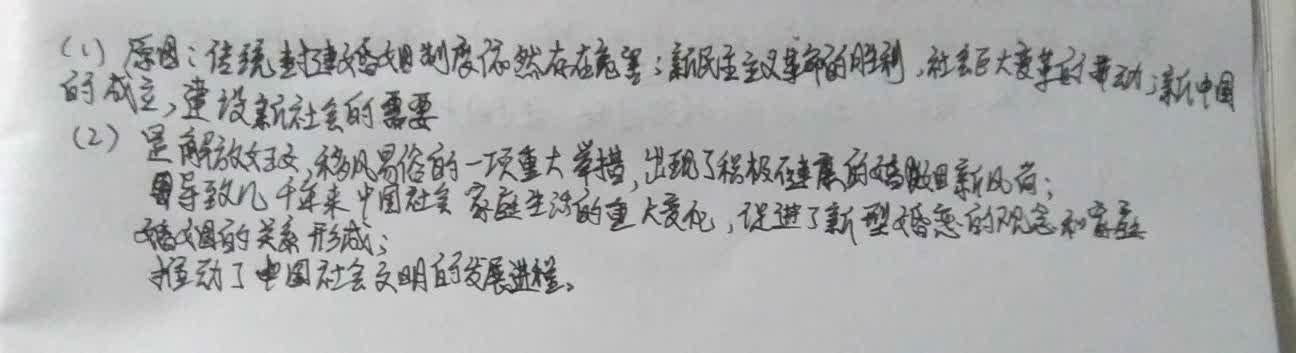 (1) 原因：传统封建婚姻制度依然存在危害；新民主主义革命的胜利，社会巨大变革的带动；新中国
的成立，建设新社会的需要
(2) 是解放妇女，移风易俗的一项重大举措，出现了积极健康的婚姻新风尚；
导致几千年来中国社会家庭生活的重大变化，促进了新型婚恋的观念和家庭
婚姻的关系形成；
推动了中国社会文明的发展进程。